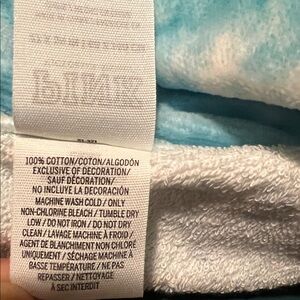 PINK
100% COTTON/COTON/ALGODÓN
EXCLUSIVE OF DECORATION/
SAUF DÉCORATION/
NO INCLUYE LA DECORACIÓN
MACHINE WASH COLD / ONLY
NON-CHLORINE BLEACH / TUMBLE DRY
LOW / DO NOT IRON / DO NOT DRY
CLEAN / LAVAGE MACHINE À FROID /
AGENT DE BLANCHIMENT NON CHLORÉ
UNIQUEMENT / SÉCHAGE MACHINE À
BASSE TEMPÉRATURE / NE PAS
REPASSER / NETTOYAGE
À SEC INTERDIT